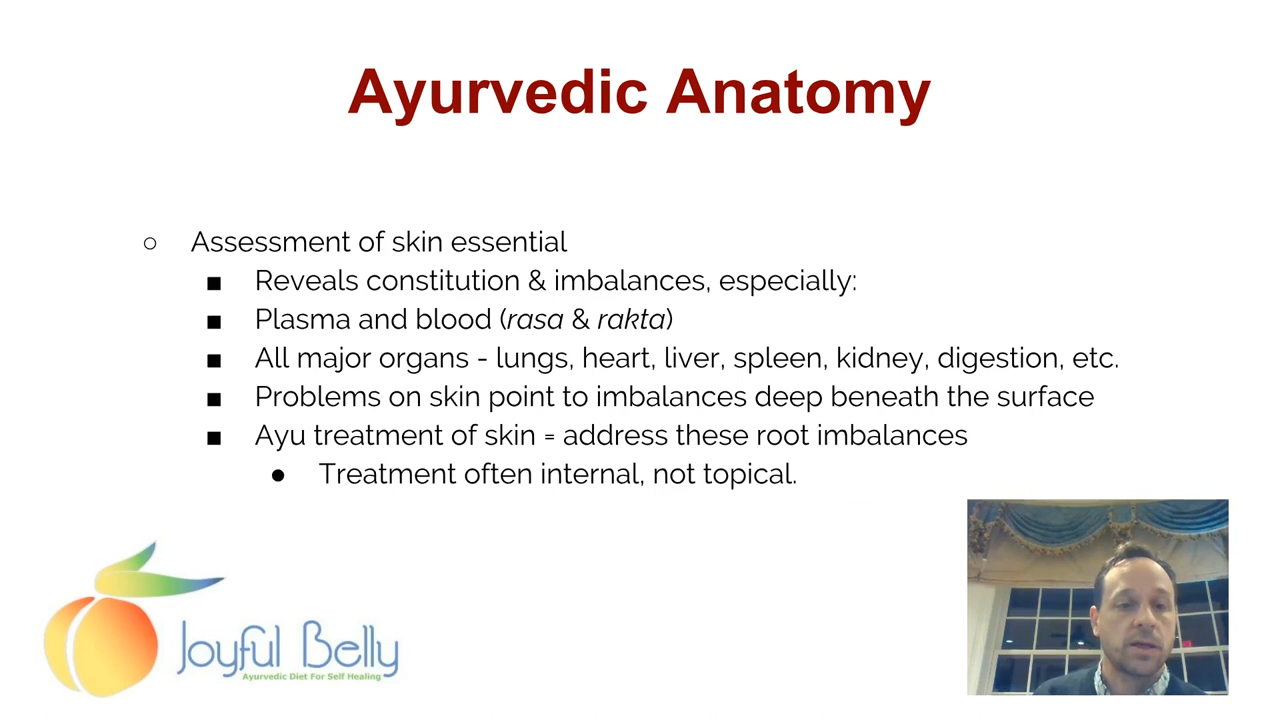 Ayurvedic Anatomy
○ Assessment of skin essential
■ Reveals constitution & imbalances, especially:
■ Plasma and blood (rasa & rakta)
■ All major organs - lungs, heart, liver, spleen, kidney, digestion, etc.
■ Problems on skin point to imbalances deep beneath the surface
■ Ayu treatment of skin = address these root imbalances
● Treatment often internal, not topical.
Joyful Belly
Ayurvedic Diet For Self Healing